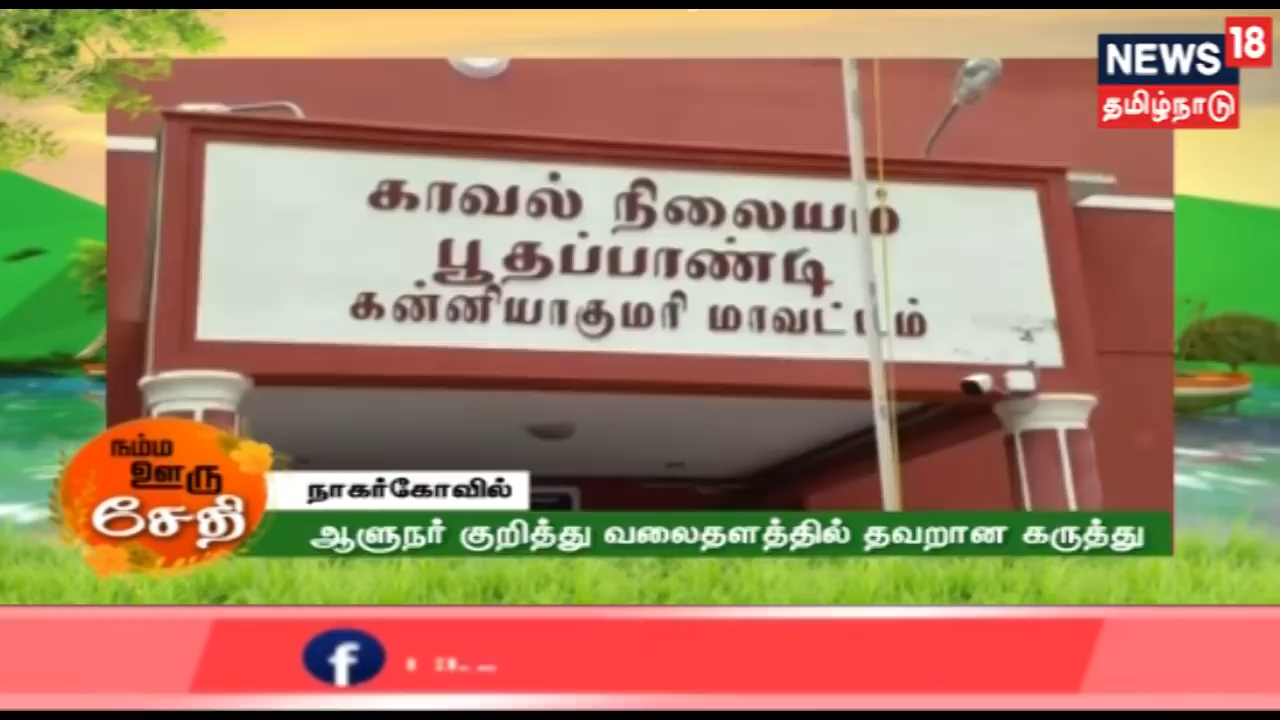 NEWS 18
தமிழ்நாடு
காவல் நிலையம்
பூதப்பாண்டி
கன்னியாகுமரி மாவட்டம்
நம்ம
ஊரு
சேதி
நாகர்கோவில்
ஆளுநர் குறித்து வலைதளத்தில் தவறான கருத்து
f